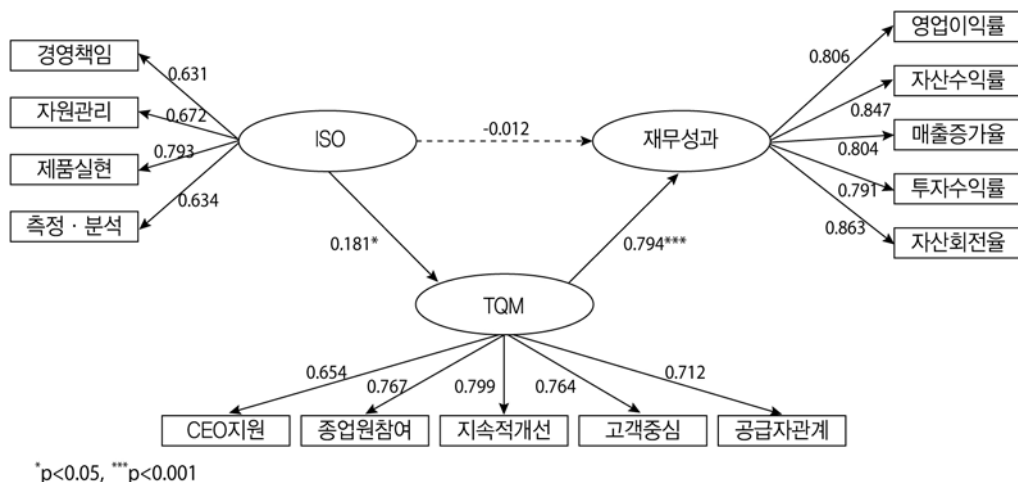 영업이익률
경영책임
0.631
0.806
자산수익률
자원관리
0.672
0.847
ISO
-0.012
재무성과
매출증가율
0.804
제품실현
0.793
투자수익률
0.791
측정 · 분석
0.634
0.863
자산회전율
0.181*
0.794***
TQM
0.654
0.767
0.799
0.764
0.712
CEO지원
종업원참여
지속적개선
고객중심
공급자관계
*p<0.05, ***p<0.001